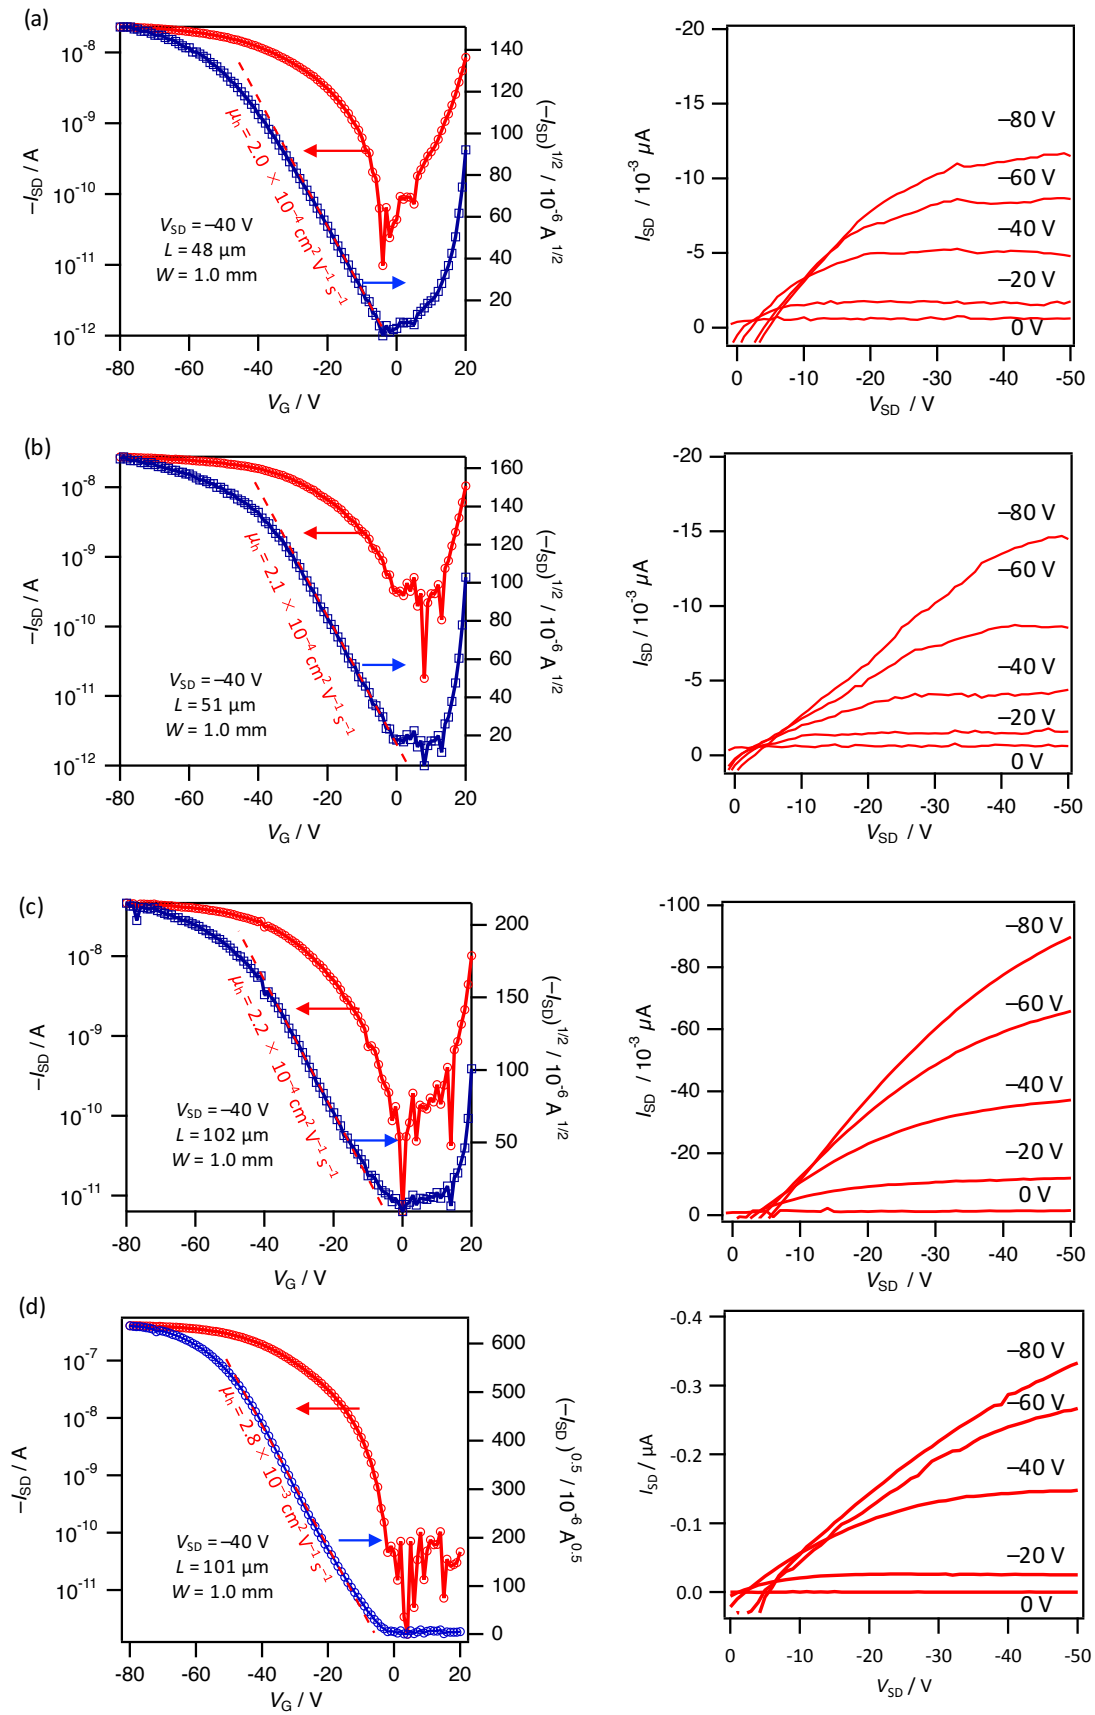 (a)
10⁻⁸
10⁻⁹
10⁻¹⁰
10⁻¹¹
10⁻¹²
−I_SD / A
μ_h = 2.0 × 10⁻⁴ cm² V⁻¹ s⁻¹
V_SD = −40 V
L = 48 μm
W = 1.0 mm
140
120
100
80
60
40
20
(−I_SD)^1/2 / 10⁻⁶ A^1/2
-80 -60 -40 -20 0 20
V_G / V
-20
-15
-10
-5
0
I_SD / 10⁻³ μA
−80 V
−60 V
−40 V
−20 V
0 V
0 -10 -20 -30 -40 -50
V_SD / V
(b)
10⁻⁸
10⁻⁹
10⁻¹⁰
10⁻¹¹
10⁻¹²
−I_SD / A
μ_h = 2.1 × 10⁻⁴ cm² V⁻¹ s⁻¹
V_SD = −40 V
L = 51 μm
W = 1.0 mm
160
140
120
100
80
60
40
20
(−I_SD)^1/2 / 10⁻⁶ A^1/2
-80 -60 -40 -20 0 20
V_G / V
-20
-15
-10
-5
0
I_SD / 10⁻³ μA
−80 V
−60 V
−40 V
−20 V
0 V
0 -10 -20 -30 -40 -50
V_SD / V
(c)
10⁻⁸
10⁻⁹
10⁻¹⁰
10⁻¹¹
−I_SD / A
μ_h = 2.2 × 10⁻⁴ cm² V⁻¹ s⁻¹
V_SD = −40 V
L = 102 μm
W = 1.0 mm
200
150
100
50
(−I_SD)^1/2 / 10⁻⁶ A^1/2
-80 -60 -40 -20 0 20
V_G / V
-100
-80
-60
-40
-20
0
I_SD / 10⁻³ μA
−80 V
−60 V
−40 V
−20 V
0 V
0 -10 -20 -30 -40 -50
V_SD / V
(d)
10⁻⁷
10⁻⁸
10⁻⁹
10⁻¹⁰
10⁻¹¹
−I_SD / A
μ_h = 2.8 × 10⁻³ cm² V⁻¹ s⁻¹
V_SD = −40 V
L = 101 μm
W = 1.0 mm
600
500
400
300
200
100
0
(−I_SD)^0.5 / 10⁻⁶ A^0.5
-80 -60 -40 -20 0 20
V_G / V
-0.4
-0.3
-0.2
-0.1
0.0
I_SD / μA
−80 V
−60 V
−40 V
−20 V
0 V
0 -10 -20 -30 -40 -50
V_SD / V